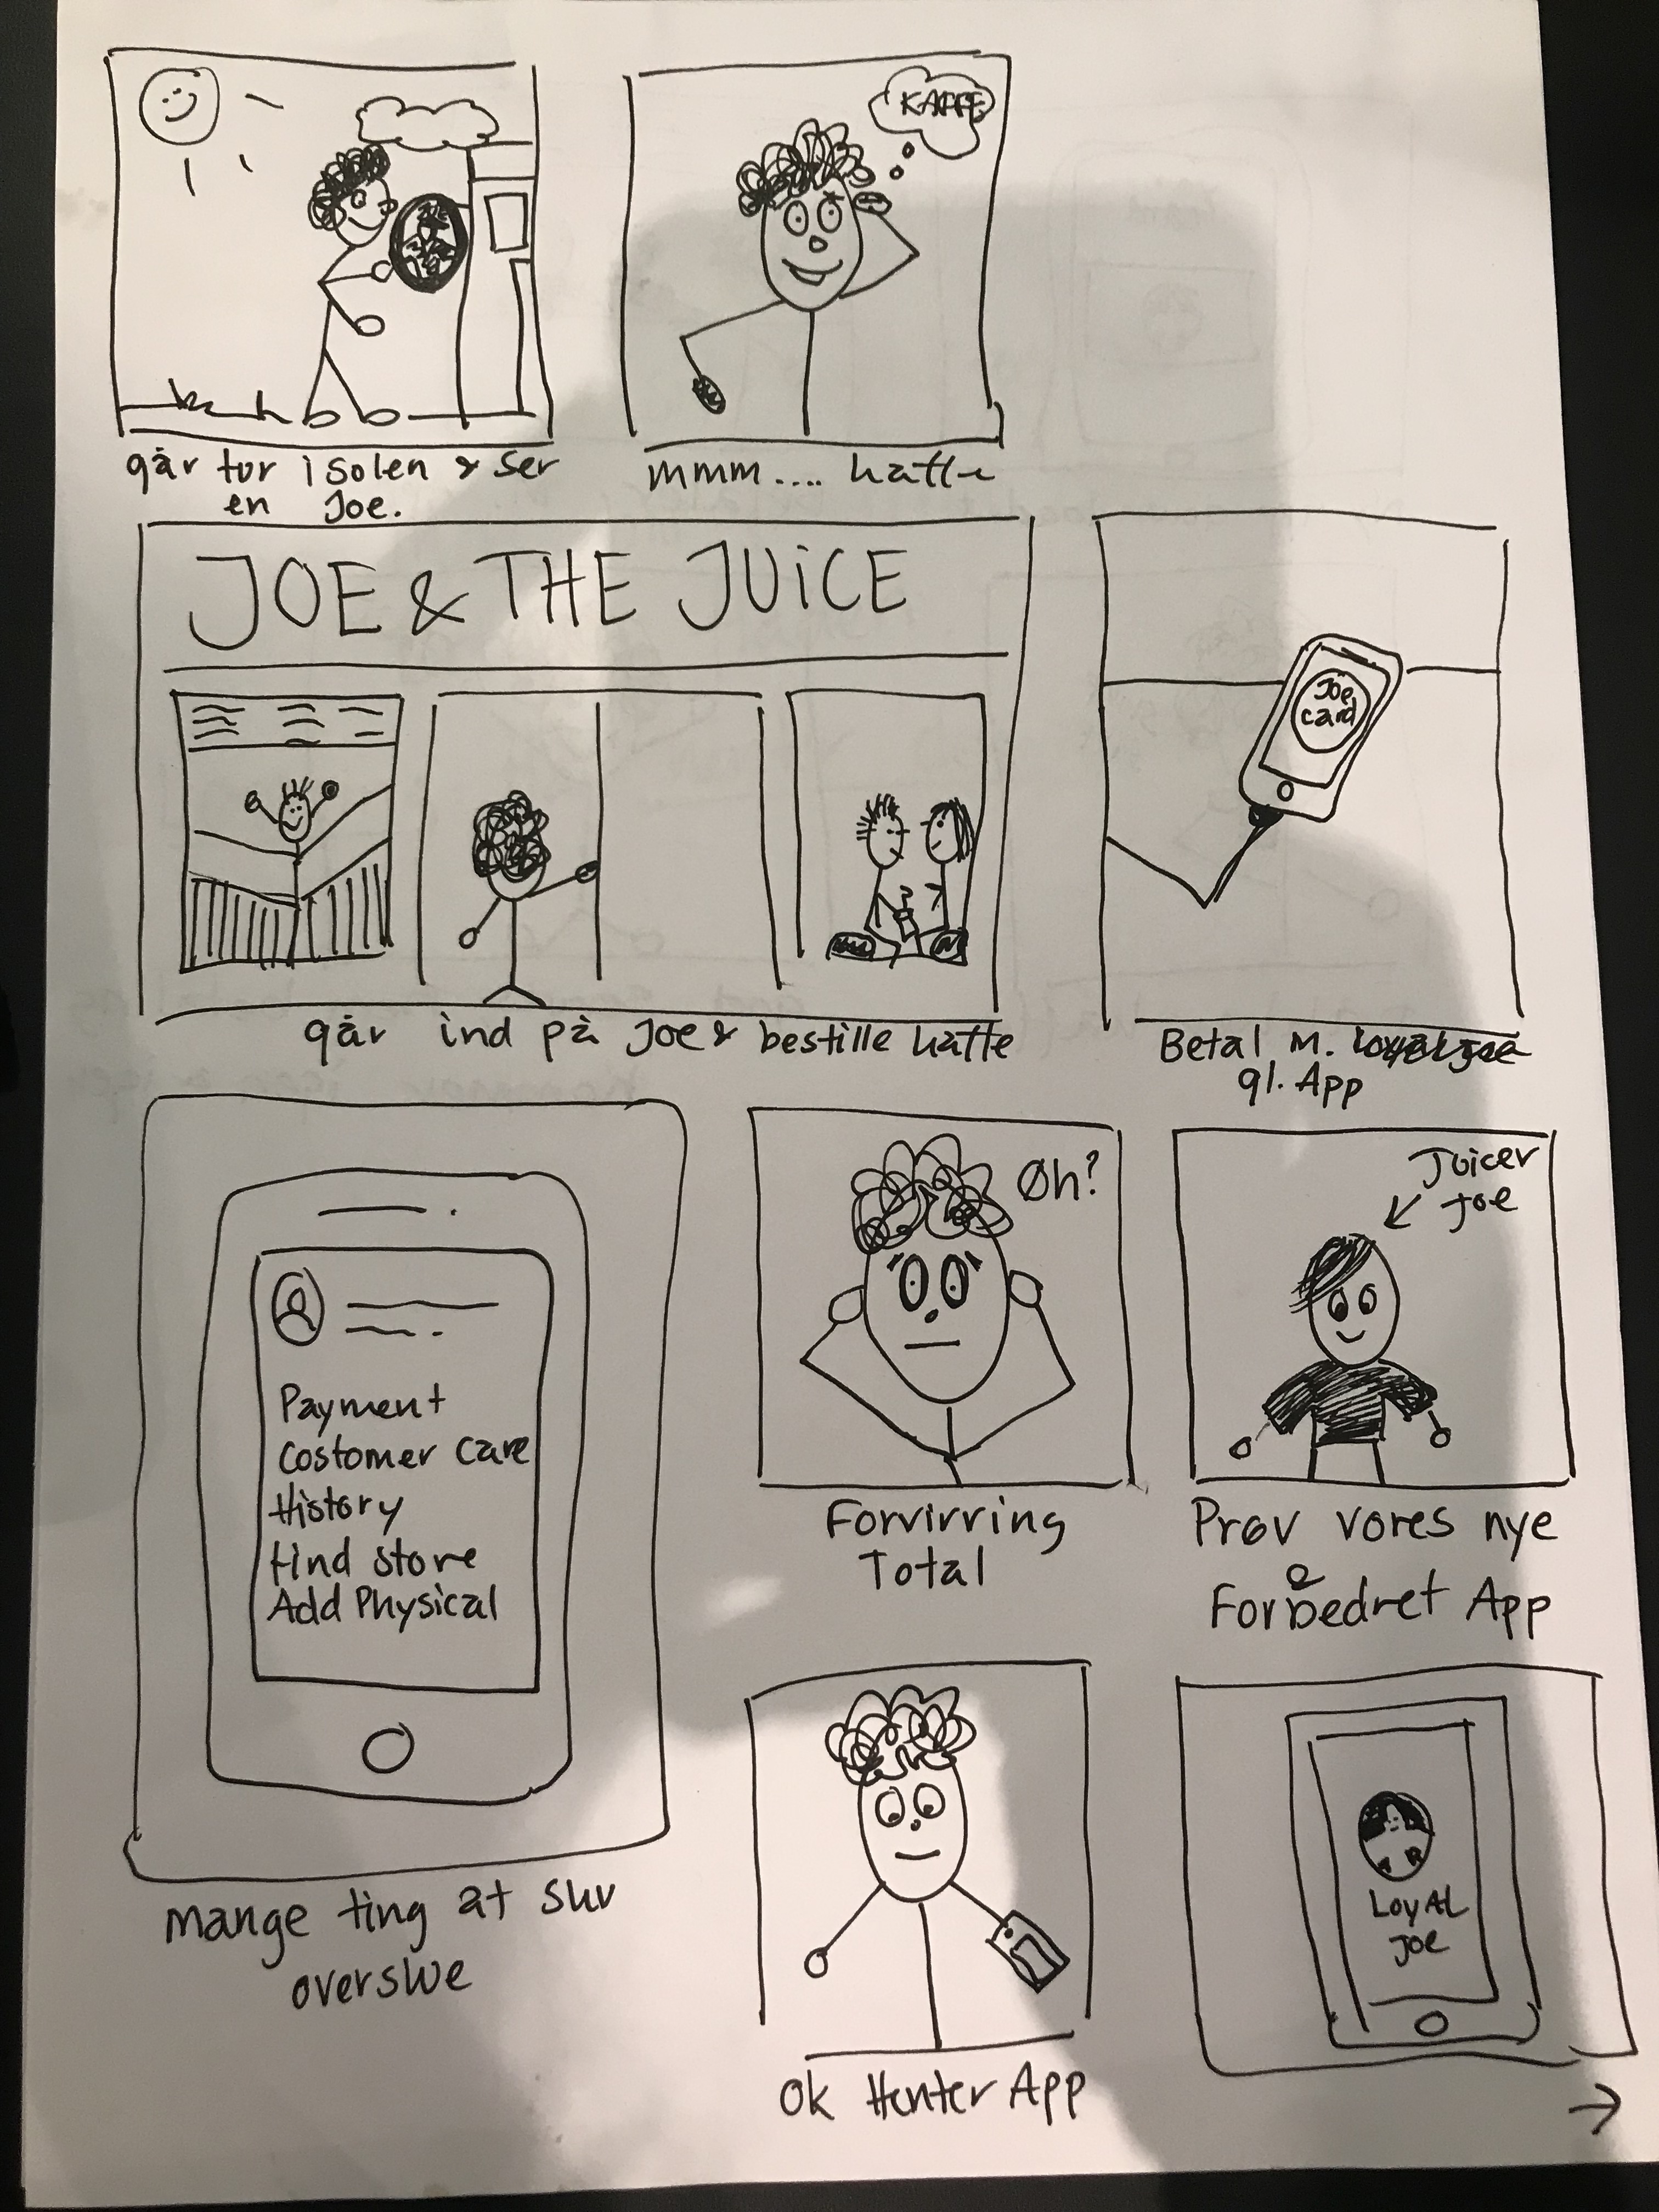 KAFFE
går tur i Solen & Ser
en Joe.
mmm.... kaffe
JOE & THE JUICE
Joe
card
går ind på Joe & bestille kaffe
Betal m. Loyal Joe
gl. App
Payment
Costomer Care
History
find store
Add Physical
mange ting at
Øh?
Forvirring
Total
Juicer
Joe
Prøv vores nye
Forbedret App
Ok Henter App
LOYAL
JOE
→